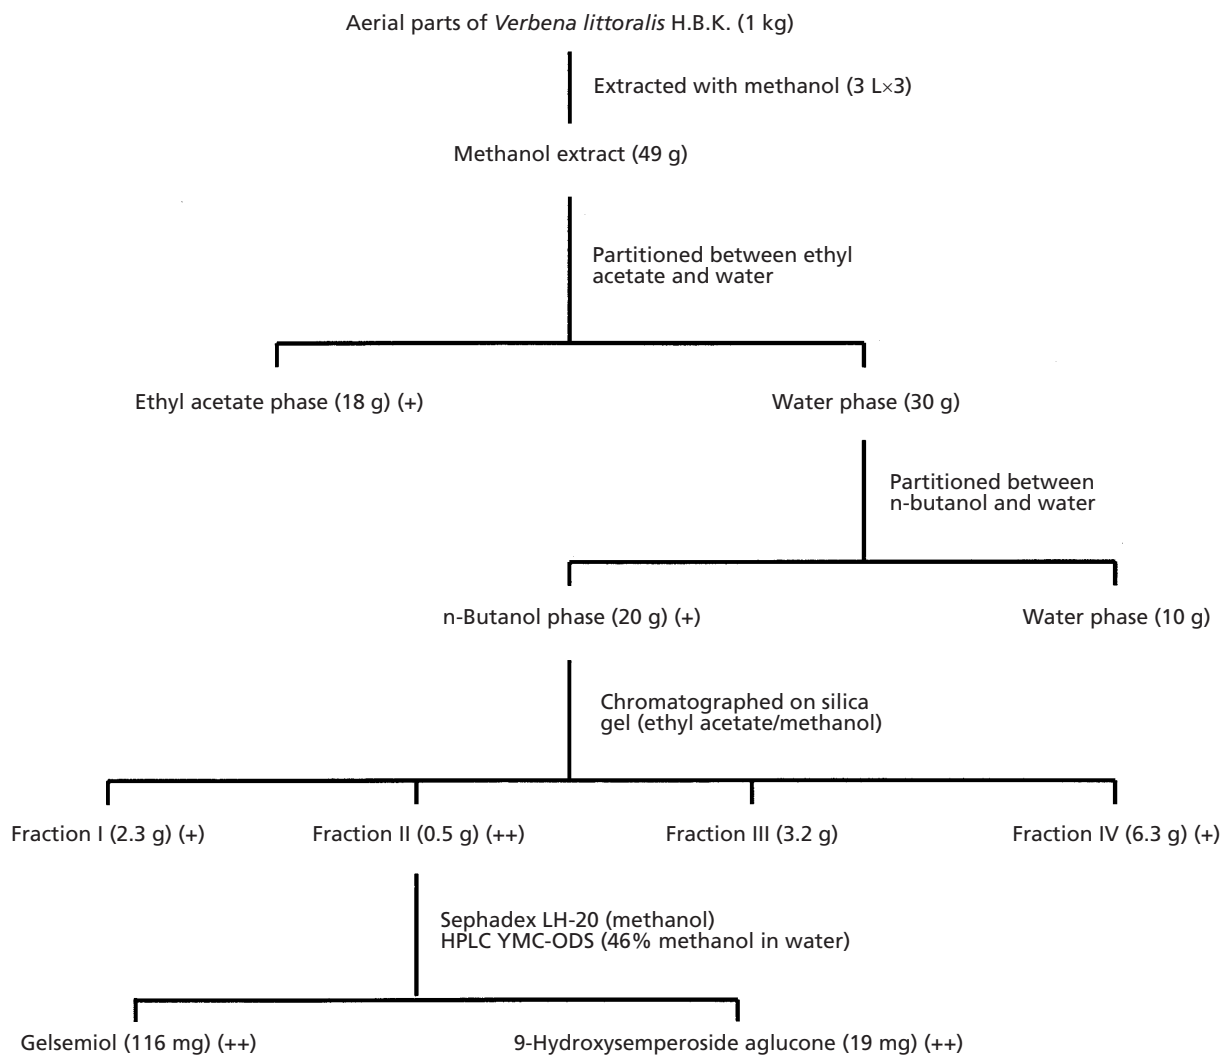 Aerial parts of Verbena littoralis H.B.K. (1 kg)
Extracted with methanol (3 L×3)
Methanol extract (49 g)
Partitioned between ethyl
acetate and water
Ethyl acetate phase (18 g) (+)
Water phase (30 g)
Partitioned between
n-butanol and water
n-Butanol phase (20 g) (+)
Water phase (10 g)
Chromatographed on silica
gel (ethyl acetate/methanol)
Fraction I (2.3 g) (+)
Fraction II (0.5 g) (++)
Fraction III (3.2 g)
Fraction IV (6.3 g) (+)
Sephadex LH-20 (methanol)
HPLC YMC-ODS (46% methanol in water)
Gelsemiol (116 mg) (++)
9-Hydroxysemperoside aglucone (19 mg) (++)